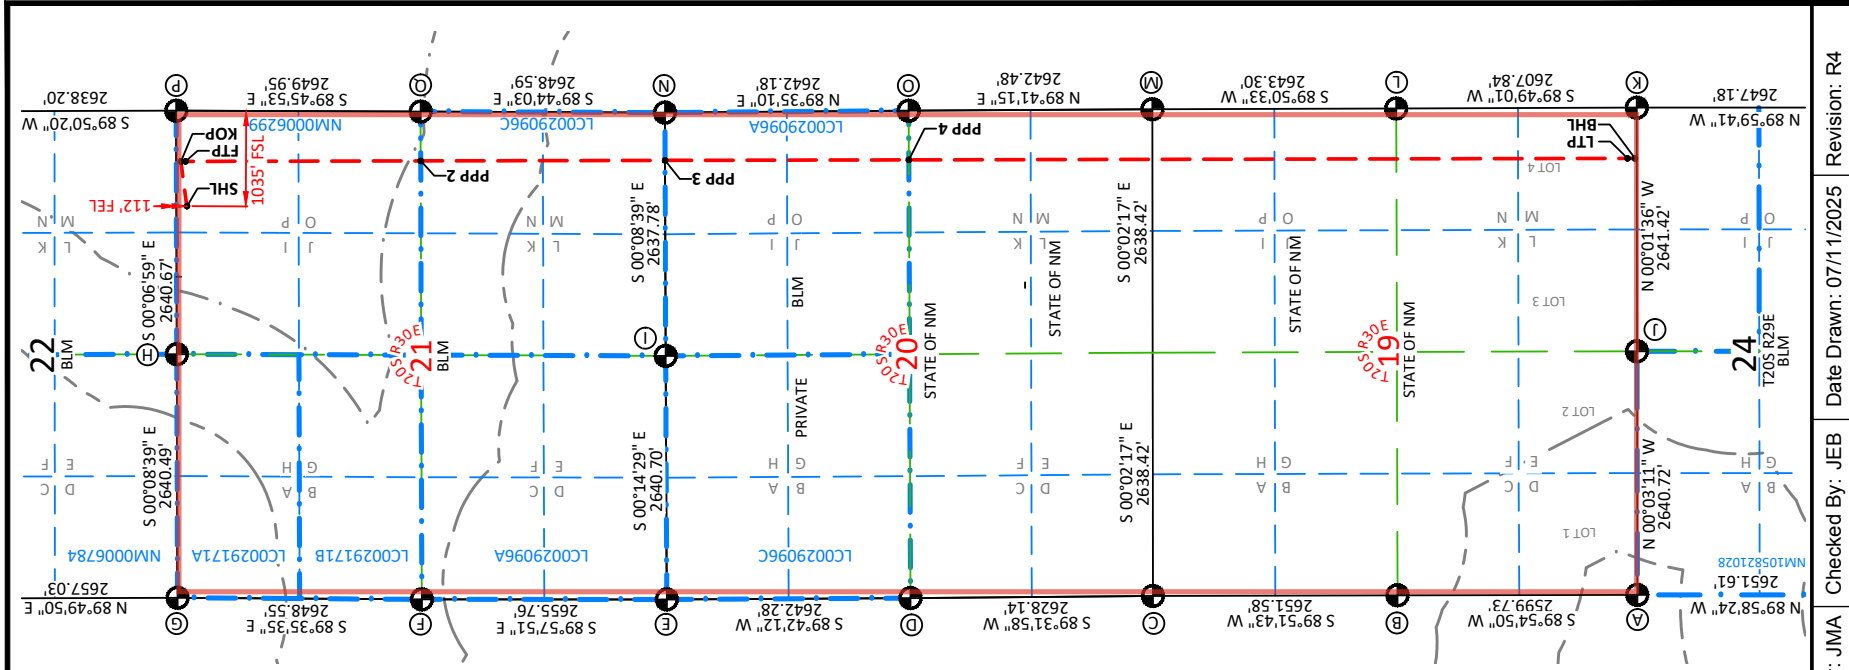 2638.20'
S 89°50'20" W
P
2649.95'
S 89°45'53" E
Q
2648.59'
S 89°44'03" E
N
2642.18'
N 89°35'10" E
O
2642.48'
N 89°41'15" E
M
2643.30'
S 89°50'33" W
L
2607.84'
S 89°49'01" W
K
2647.18'
N 89°59'41" W
NM0006299
LC0029096C
LC0029096A
KOP
FTP
SHL
1035' FSL
112' FEL
PPP 2
PPP 3
PPP 4
LTP
BHL
LOT 4
M N
L K
O P
J I
M N
L K
O P
J I
M N
L K
O P
J I
M N
L K
O P
J I
S 00°06'59" E
2640.67'
S 00°08'39" E
2637.78'
S 00°02'17" E
2638.42'
N 00°01'36" W
2641.42'
BLM
-
STATE OF NM
STATE OF NM
LOT 3
22
BLM
H
T20S R30E
21
BLM
I
T20S R30E
20
STATE OF NM
T20S R30E
19
STATE OF NM
J
24
T20S R29E
BLM
PRIVATE
LOT 2
S 00°08'39" E
2640.49'
S 00°14'29" E
2640.70'
S 00°02'17" E
2638.42'
N 00°03'11" W
2640.72'
E F
D C
G H
B A
E F
D C
G H
B A
E F
D C
G H
B A
E F
D C
G H
B A
LOT 1
NM0006784
LC0029171A
LC0029171B
LC0029096A
LC0029096C
NM105821028
2657.03'
N 89°49'50" E
G
2648.55'
S 89°35'35" E
F
2655.76'
S 89°57'51" E
E
2642.28'
S 89°42'12" W
D
2628.14'
S 89°31'58" W
C
2651.58'
S 89°51'43" W
B
2599.73'
S 89°54'50" W
A
2651.61'
N 89°58'24" W
Revision: R4
Date Drawn: 07/11/2025
Checked By: JEB
: JMA